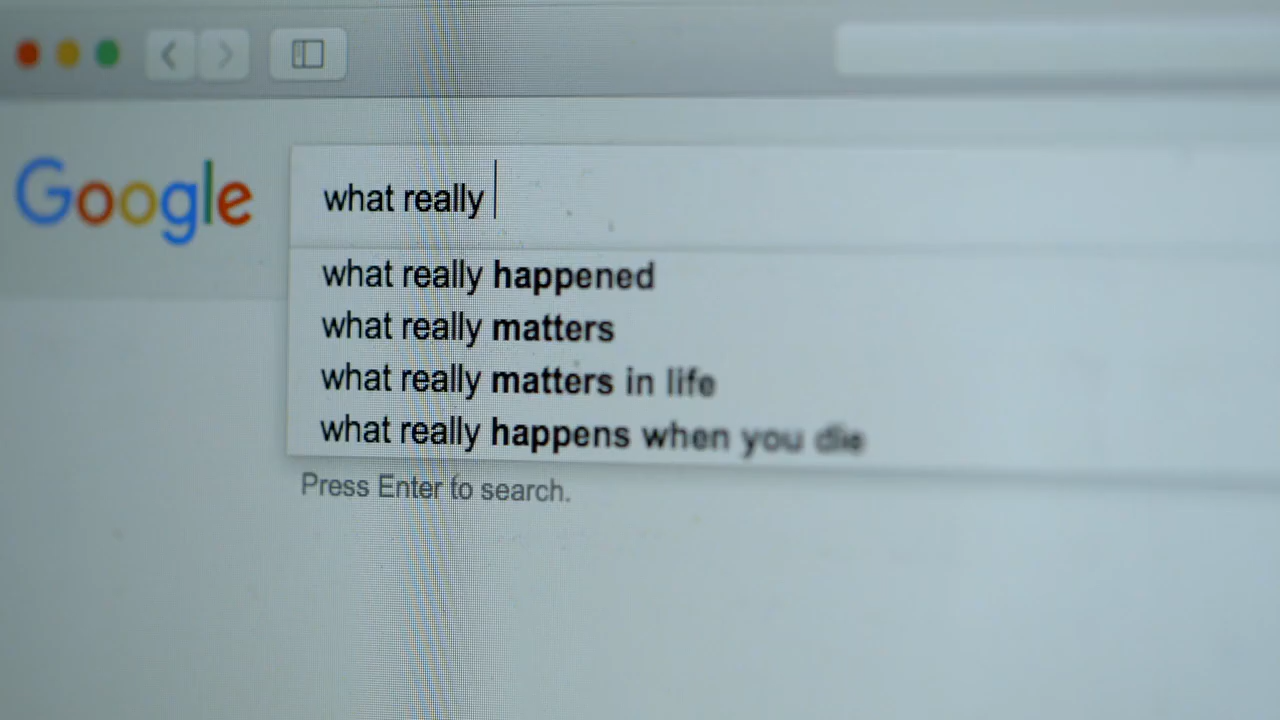 Google
what really
what really happened
what really matters
what really matters in life
what really happens when you die
Press Enter to search.